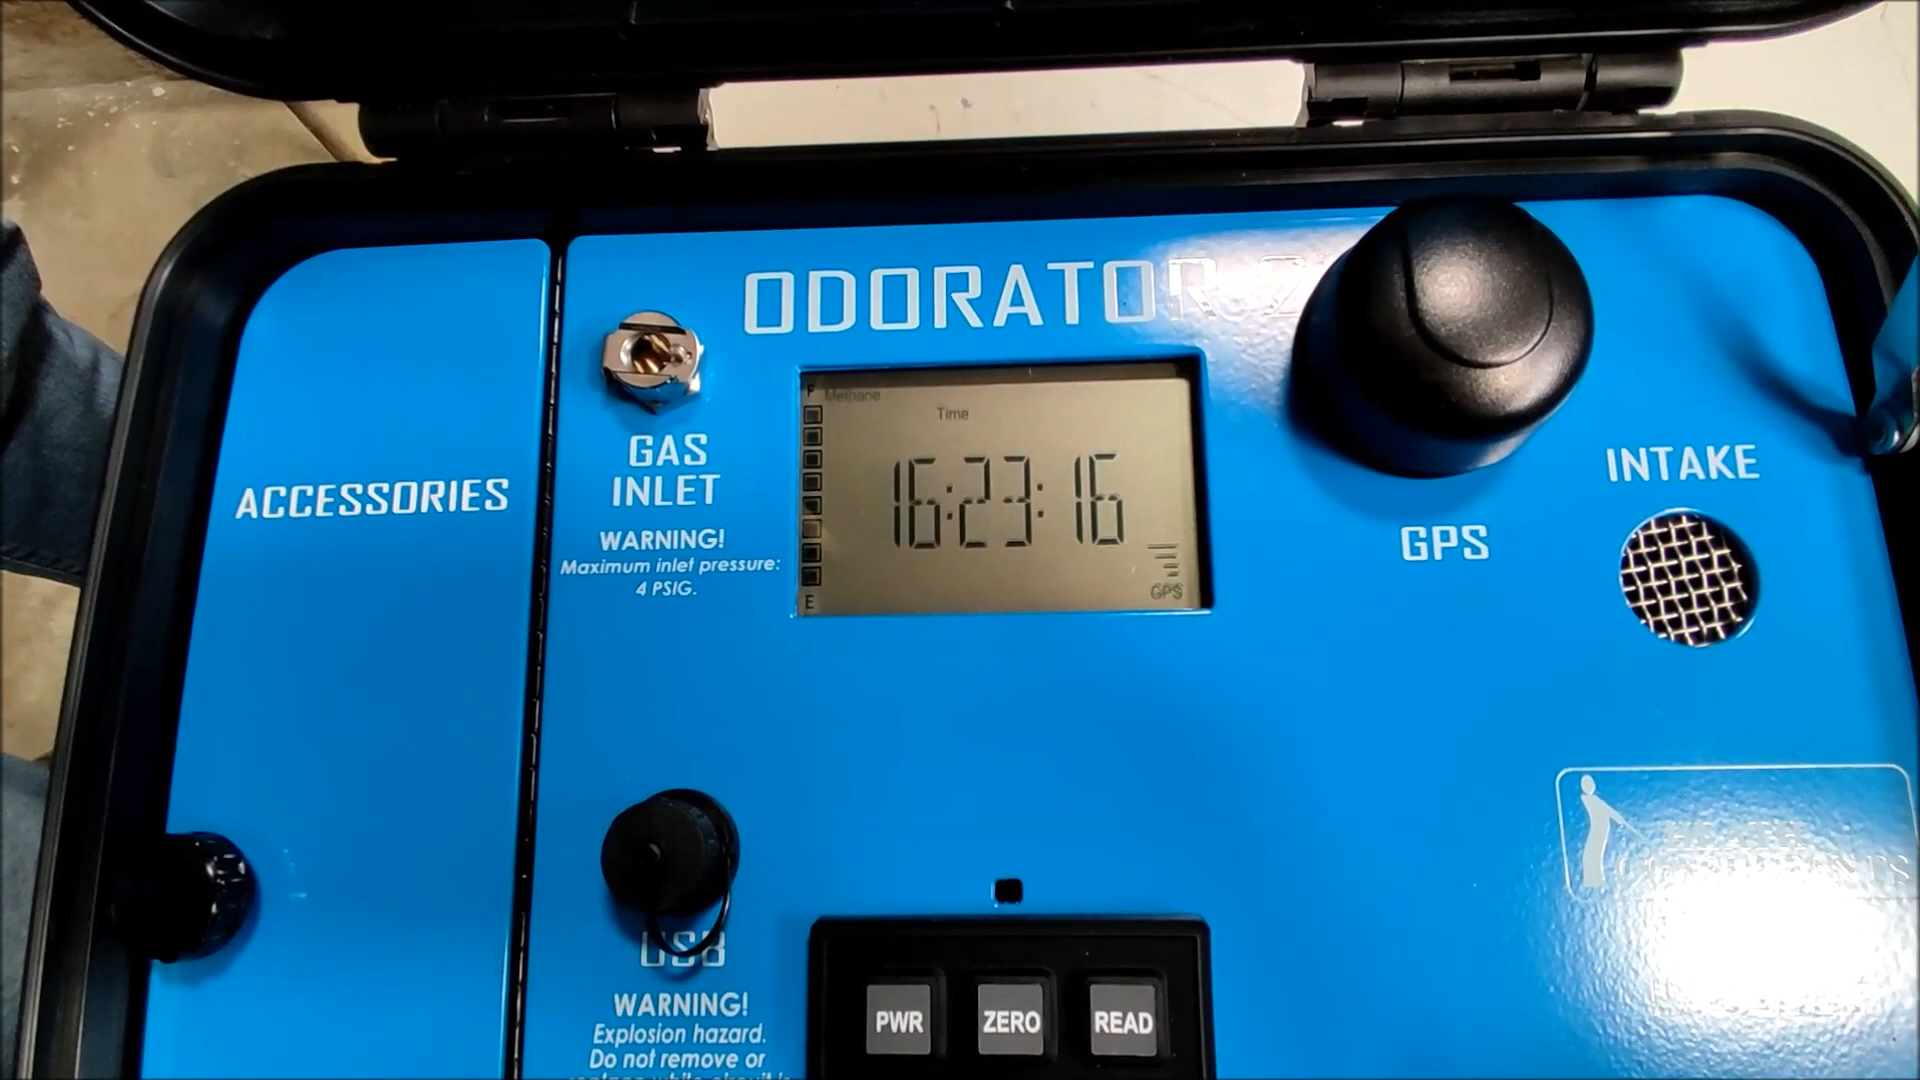 ODORATOR 2
GAS
INLET
WARNING!
Maximum inlet pressure:
4 PSIG.
ACCESSORIES
F
Methane
Time
16:23:16
GPS
E
GPS
INTAKE
USB
WARNING!
Explosion hazard.
Do not remove or
PWR
ZERO
READ